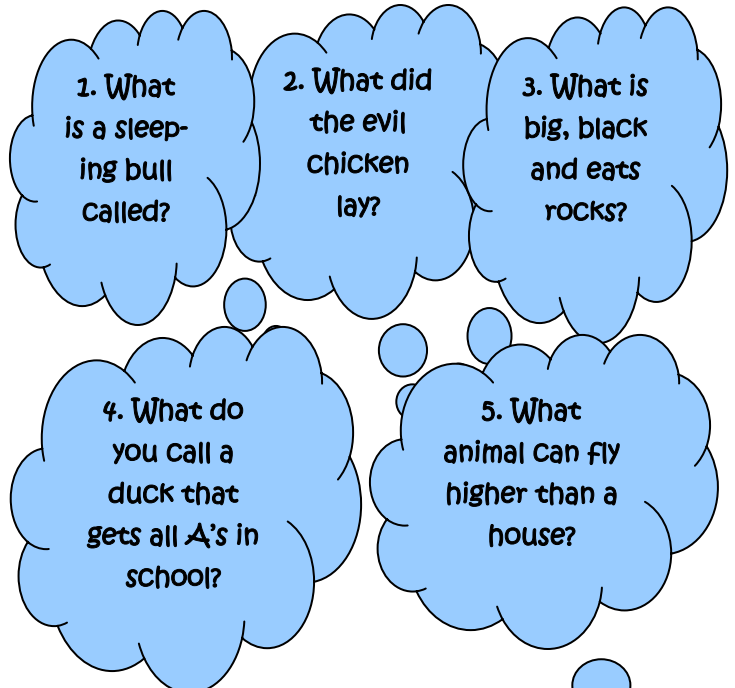 1. What
is a sleep-
ing bull
called?
2. What did
the evil
chicken
lay?
3. What is
big, black
and eats
rocks?
4. What do
you call a
duck that
gets all A's in
school?
5. What
animal can fly
higher than a
house?